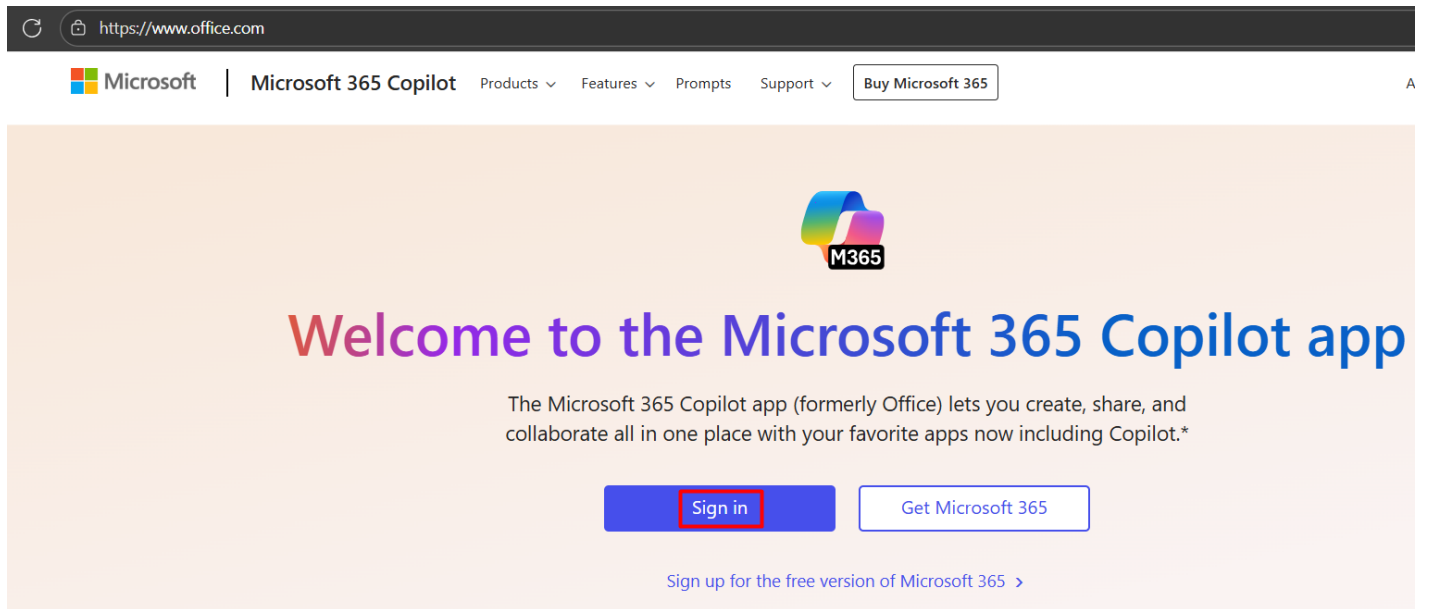 https://www.office.com
Microsoft | Microsoft 365 Copilot Products Features Prompts Support Buy Microsoft 365 A
M365
Welcome to the Microsoft 365 Copilot app
The Microsoft 365 Copilot app (formerly Office) lets you create, share, and
collaborate all in one place with your favorite apps now including Copilot.*
Sign in Get Microsoft 365
Sign up for the free version of Microsoft 365 >